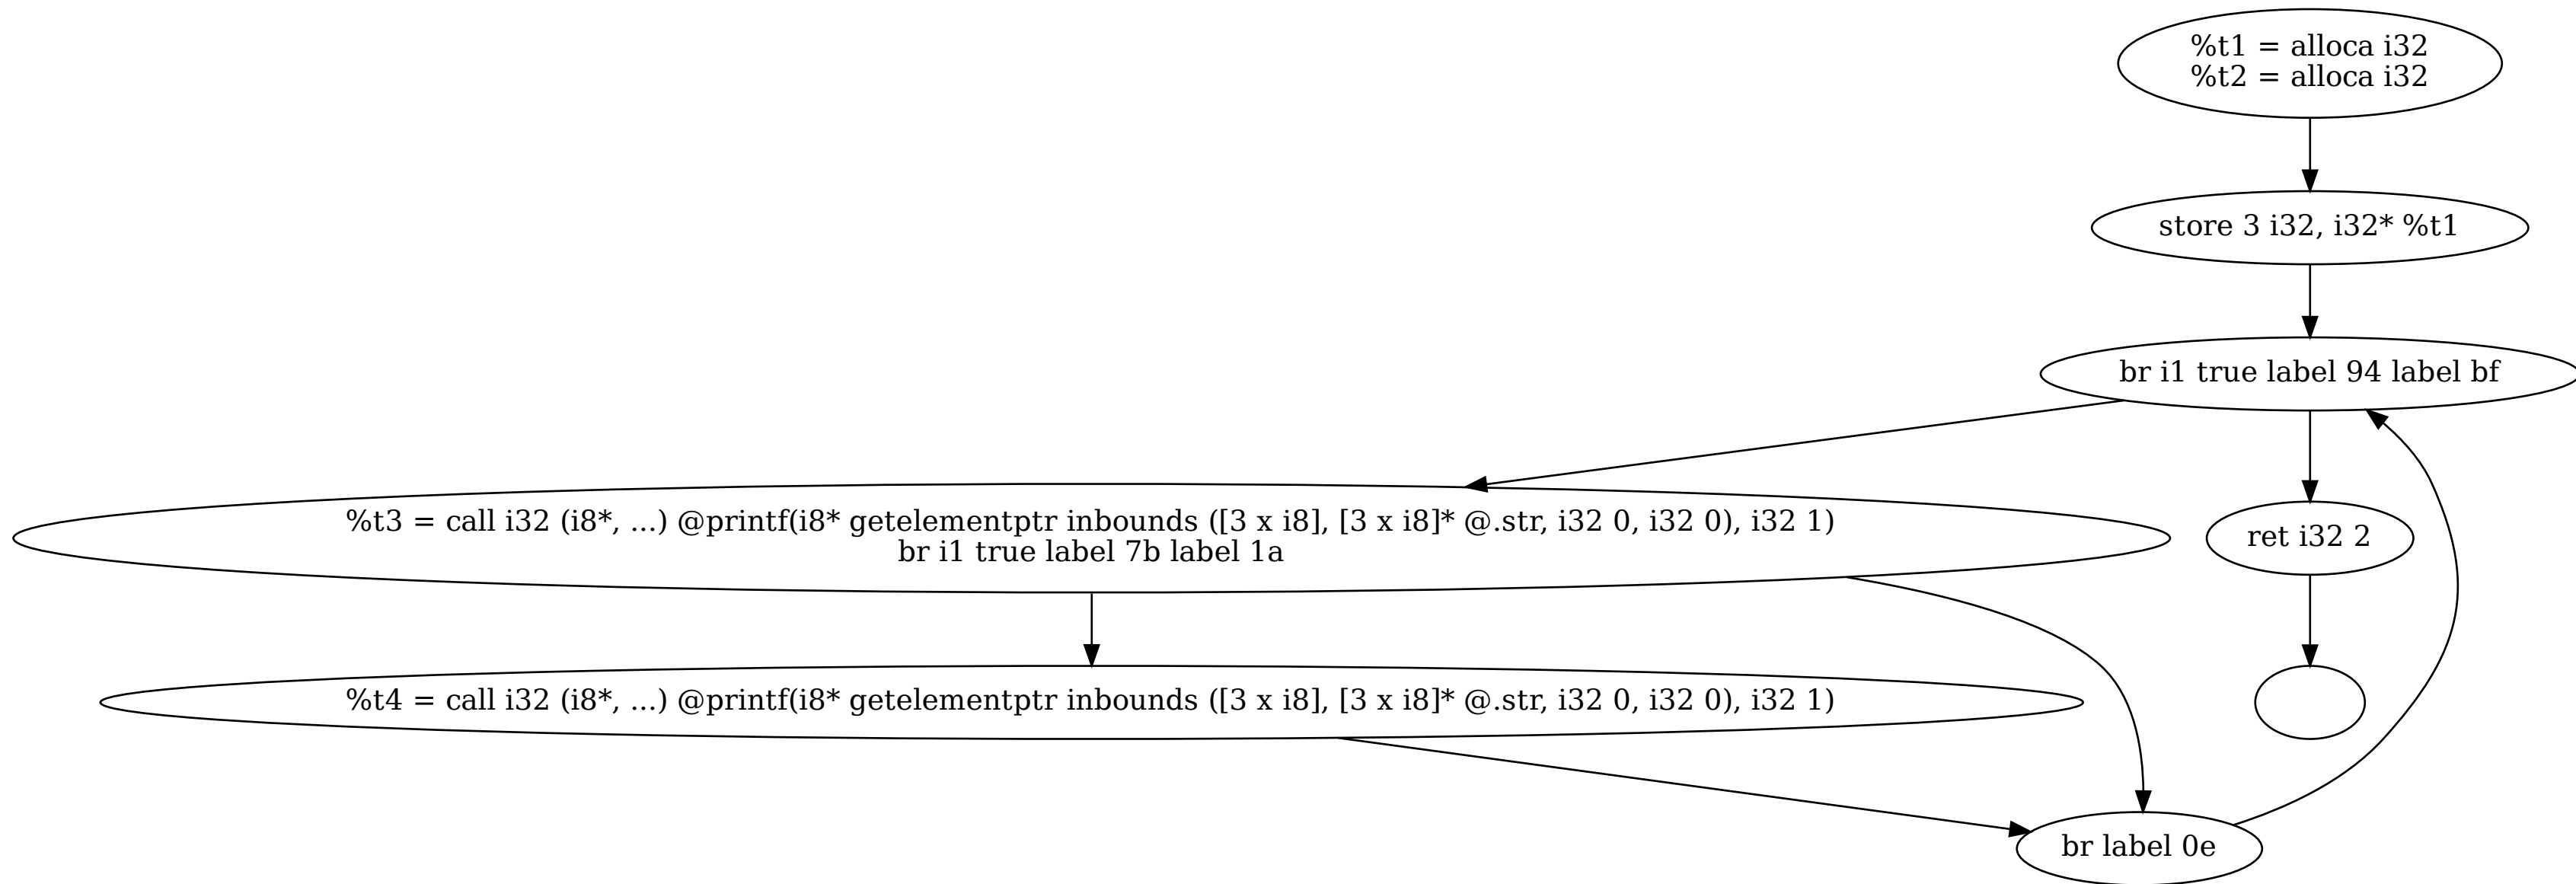 %t1 = alloca i32
%t2 = alloca i32
store 3 i32, i32* %t1
br i1 true label 94 label bf
%t3 = call i32 (i8*, ...) @printf(i8* getelementptr inbounds ([3 x i8], [3 x i8]* @.str, i32 0, i32 0), i32 1)
br i1 true label 7b label 1a
ret i32 2
%t4 = call i32 (i8*, ...) @printf(i8* getelementptr inbounds ([3 x i8], [3 x i8]* @.str, i32 0, i32 0), i32 1)
br label 0e